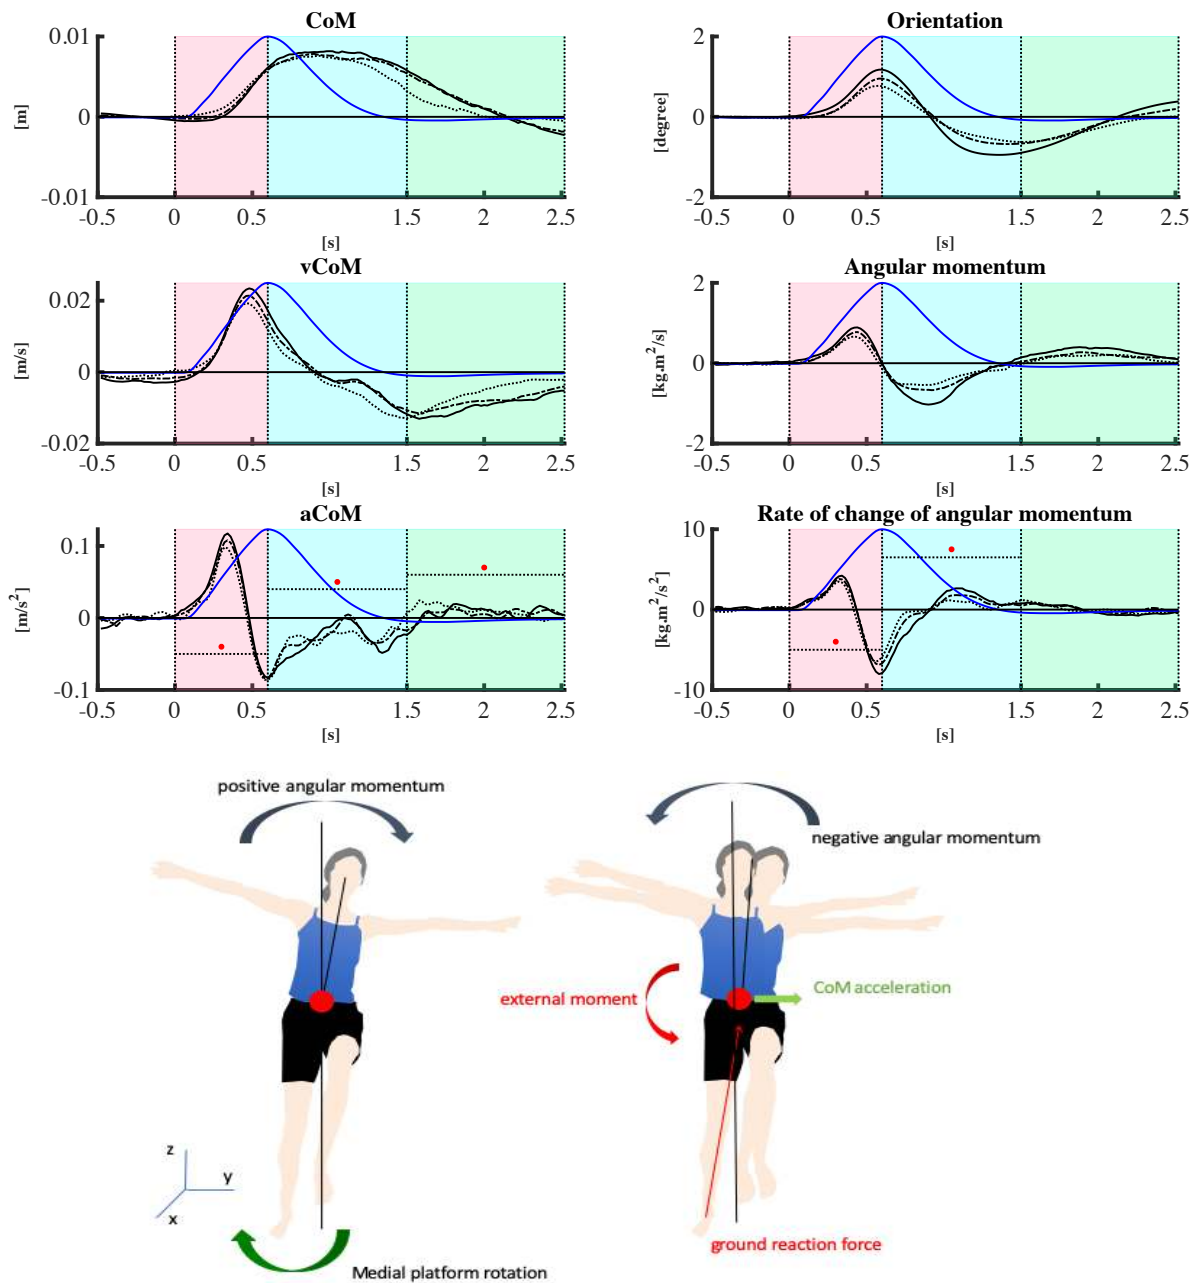 CoM
0.01
0
-0.01
[m]
-0.5 0 0.5 1.5 2 2.5
[s]
Orientation
2
0
-2
[degree]
-0.5 0 0.5 1.5 2 2.5
[s]
vCoM
0.02
0
-0.02
[m/s]
-0.5 0 0.5 1.5 2 2.5
[s]
Angular momentum
2
0
-2
[kg.m²/s]
-0.5 0 0.5 1.5 2 2.5
[s]
aCoM
0.1
0
-0.1
[m/s²]
-0.5 0 0.5 1.5 2 2.5
[s]
Rate of change of angular momentum
10
0
-10
[kg.m²/s²]
-0.5 0 0.5 1.5 2 2.5
[s]
positive angular momentum
negative angular momentum
external moment
CoM acceleration
z
y
x
ground reaction force
Medial platform rotation